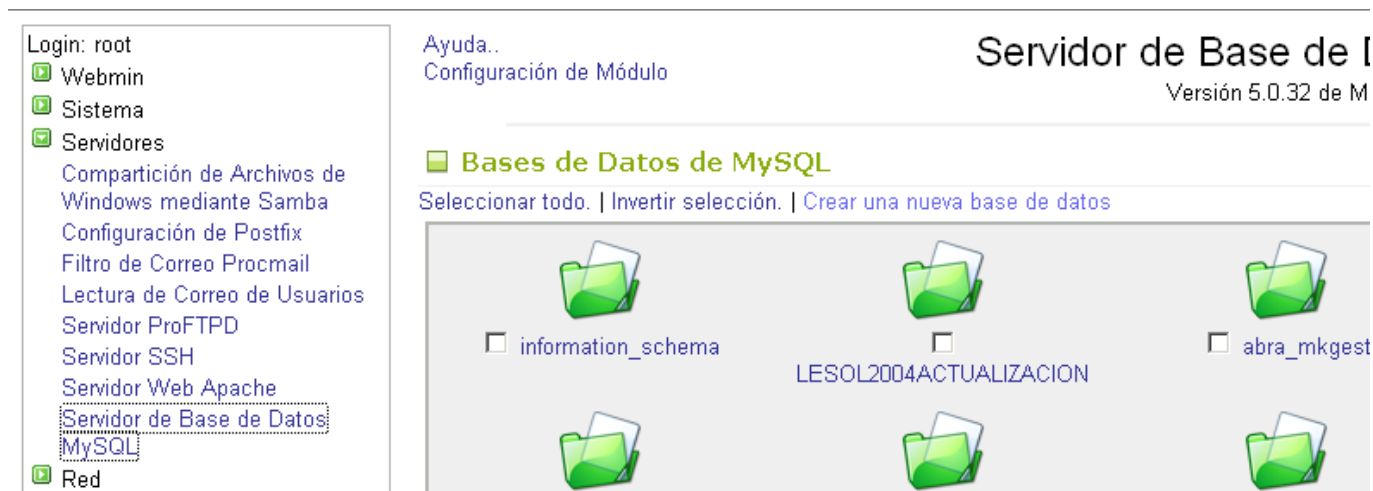 Login: root
Webmin
Sistema
Servidores
Compartición de Archivos de
Windows mediante Samba
Configuración de Postfix
Filtro de Correo Procmail
Lectura de Correo de Usuarios
Servidor ProFTPD
Servidor SSH
Servidor Web Apache
Servidor de Base de Datos
MySQL
Red
Ayuda..
Configuración de Módulo
Servidor de Base de
Versión 5.0.32 de M
Bases de Datos de MySQL
Seleccionar todo. | Invertir selección. | Crear una nueva base de datos
information_schema
LESOL2004ACTUALIZACION
abra_mkgest